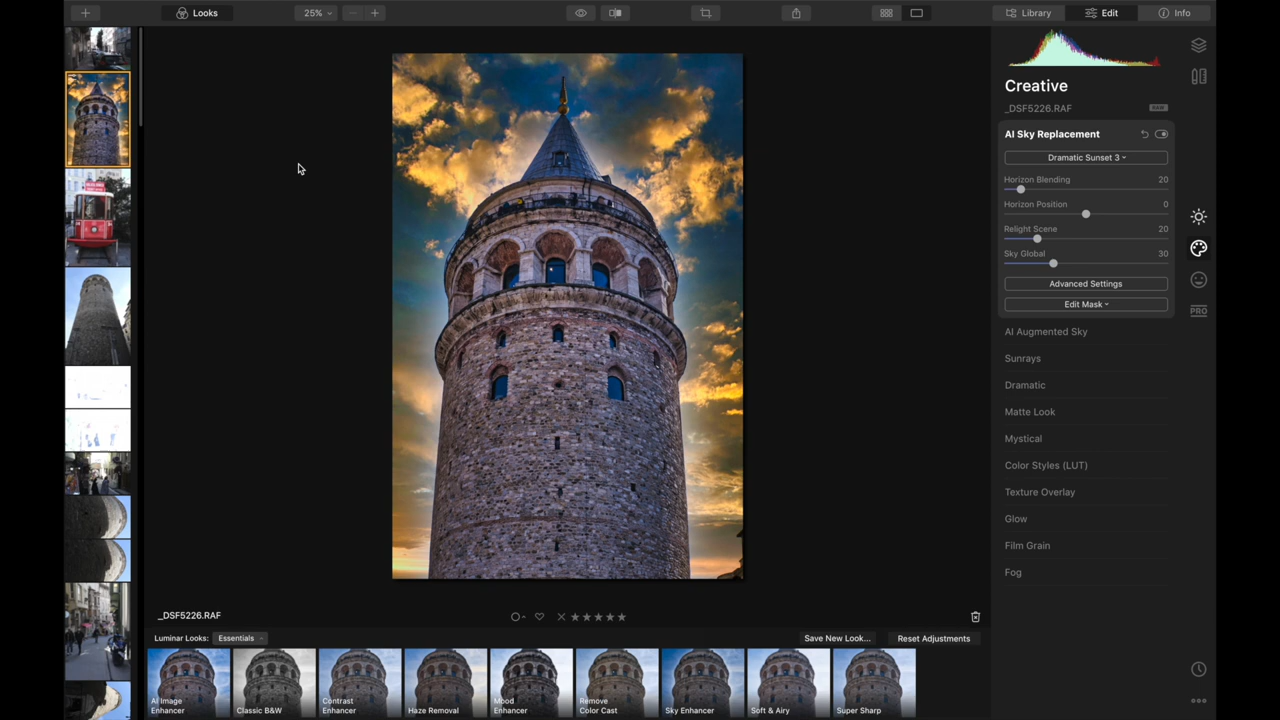 Looks
25%
Library
Edit
Info
Creative
_DSF5226.RAF
RAW
AI Sky Replacement
Dramatic Sunset 3
Horizon Blending 20
Horizon Position 0
Relight Scene 20
Sky Global 30
Advanced Settings
Edit Mask
AI Augmented Sky
Sunrays
Dramatic
Matte Look
Mystical
Color Styles (LUT)
Texture Overlay
Glow
Film Grain
Fog
PRO
_DSF5226.RAF
Luminar Looks: Essentials
Save New Look...
Reset Adjustments
AI Image
Enhancer
Classic B&W
Contrast
Enhancer
Haze Removal
Mood
Enhancer
Remove
Color Cast
Sky Enhancer
Soft & Airy
Super Sharp